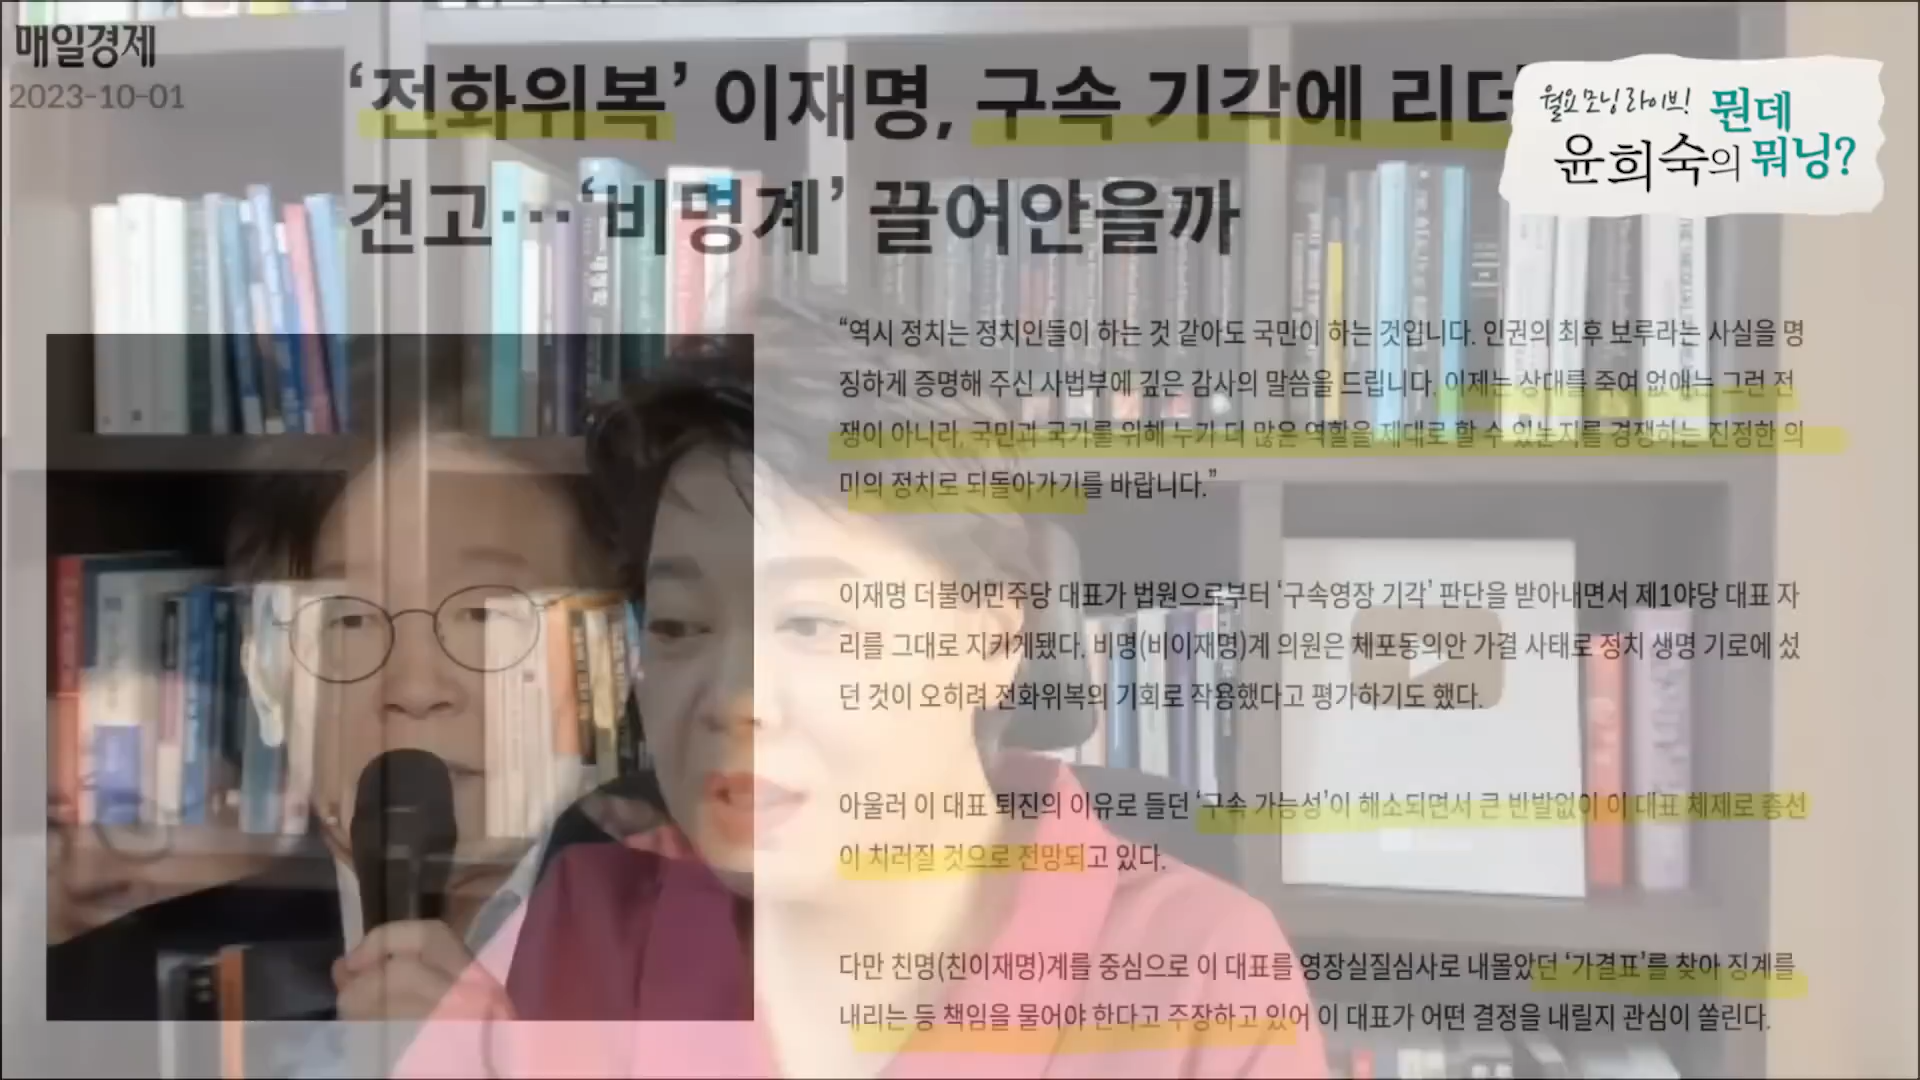 매일경제
2023-10-01
‘전화위복’ 이재명, 구속 기각에 리더
견고…‘비명계’ 끌어안을까
월요 모닝 라이브! 뭔데
윤희숙의 뭐닝?
“역시 정치는 정치인들이 하는 것 같아도 국민이 하는 것입니다. 인권의 최후 보루라는 사실을 명
징하게 증명해 주신 사법부에 깊은 감사의 말씀을 드립니다. 이제는 상대를 죽여 없애는 그런 전
쟁이 아니라, 국민과 국가를 위해 누가 더 많은 역할을 제대로 할 수 있는지를 경쟁하는 진정한 의
미의 정치로 되돌아가기를 바랍니다.”
이재명 더불어민주당 대표가 법원으로부터 ‘구속영장 기각’ 판단을 받아내면서 제1야당 대표 자
리를 그대로 지키게됐다. 비명(비이재명)계 의원은 체포동의안 가결 사태로 정치 생명 기로에 섰
던 것이 오히려 전화위복의 기회로 작용했다고 평가하기도 했다.
아울러 이 대표 퇴진의 이유로 들던 ‘구속 가능성’이 해소되면서 큰 반발없이 이 대표 체제로 총선
이 치러질 것으로 전망되고 있다.
다만 친명(친이재명)계를 중심으로 이 대표를 영장실질심사로 내몰았던 ‘가결표’를 찾아 징계를
내리는 등 책임을 물어야 한다고 주장하고 있어 이 대표가 어떤 결정을 내릴지 관심이 쏠린다.